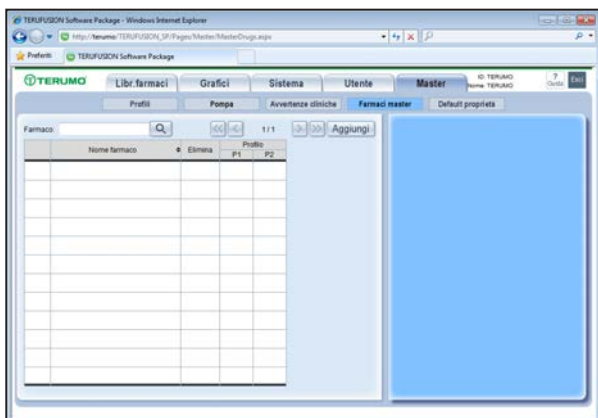 TERUFUSION Software Package - Windows Internet Explorer
http://terumo/TERUFUSION_SP/Pages/Master/MasterDrugs.aspx
Preferiti TERUFUSION Software Package
TERUMO Libr.farmaci Grafici Sistema Utente Master ID: TERUMO Nome: TERUMO ? Guida Esci
Profili Pompa Avvertenze cliniche Farmaci master Default proprietà
Farmaco: << < 1/1 > >> Aggiungi
Nome farmaco Elimina Profilo
P1 P2